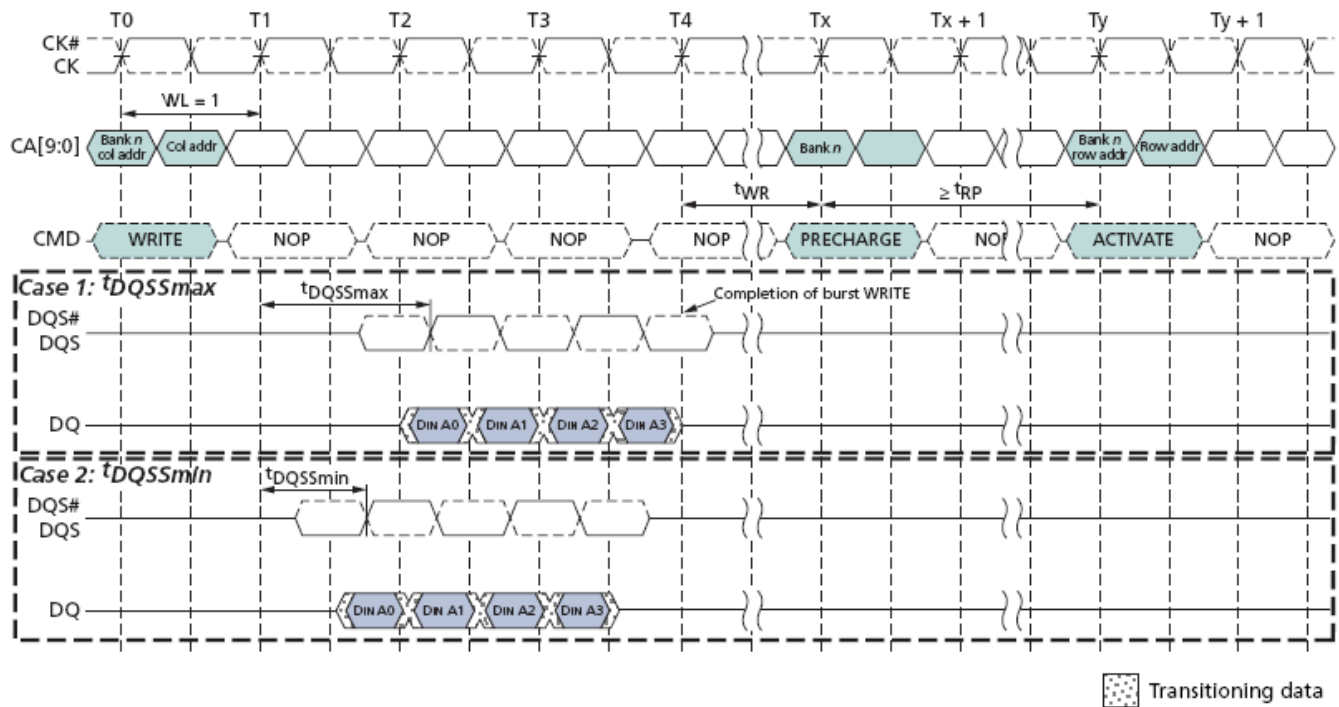 T0 T1 T2 T3 T4 Tx Tx + 1 Ty Ty + 1
CK#
CK
WL = 1
CA[9:0]
Bank n
col addr
Col addr
Bank n
Bank n
row addr
Row addr
tWR
≥ tRP
CMD
WRITE NOP NOP NOP NOP PRECHARGE NOP ACTIVATE NOP
Case 1: tDQSSmax
tDQSSmax
Completion of burst WRITE
DQS#
DQS
DQ
DIN A0 DIN A1 DIN A2 DIN A3
Case 2: tDQSSmin
tDQSSmin
DQS#
DQS
DQ
DIN A0 DIN A1 DIN A2 DIN A3
Transitioning data